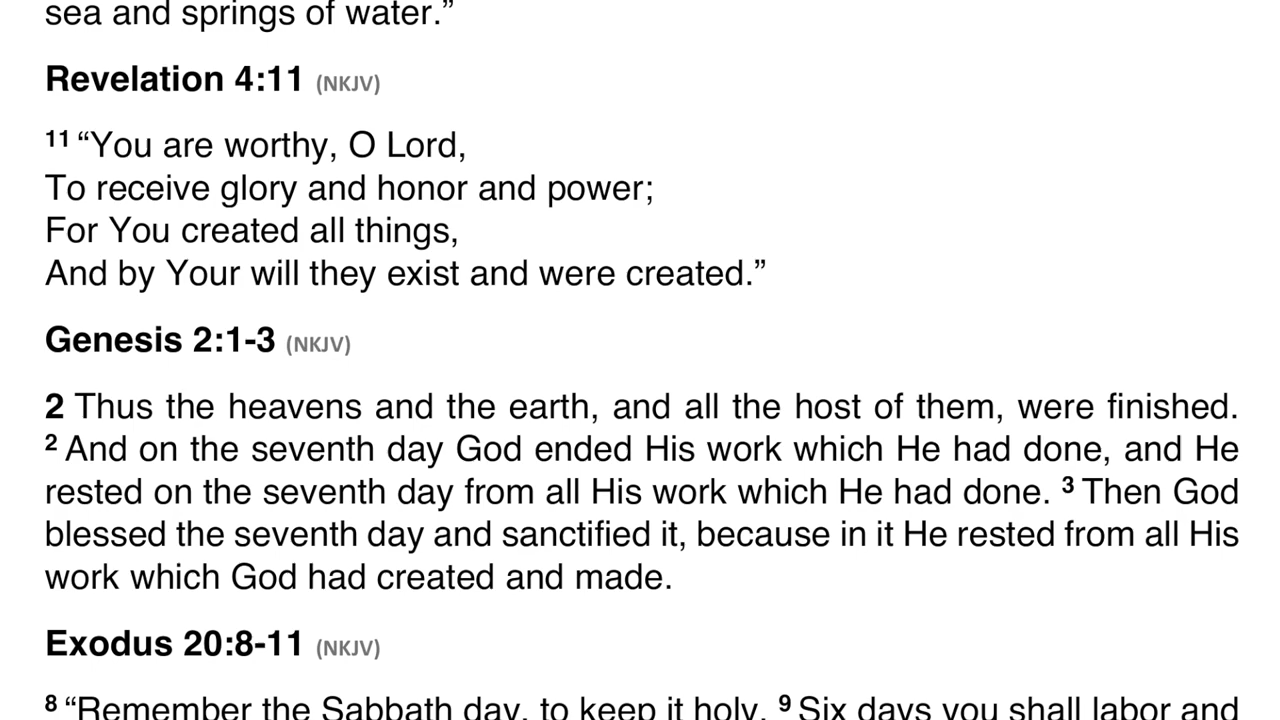 sea and springs of water.”
Revelation 4:11 (NKJV)
11 “You are worthy, O Lord,
To receive glory and honor and power;
For You created all things,
And by Your will they exist and were created.”
Genesis 2:1-3 (NKJV)
2 Thus the heavens and the earth, and all the host of them, were finished.
2 And on the seventh day God ended His work which He had done, and He
rested on the seventh day from all His work which He had done. 3 Then God
blessed the seventh day and sanctified it, because in it He rested from all His
work which God had created and made.
Exodus 20:8-11 (NKJV)
8 “Remember the Sabbath day, to keep it holy. 9 Six days you shall labor and